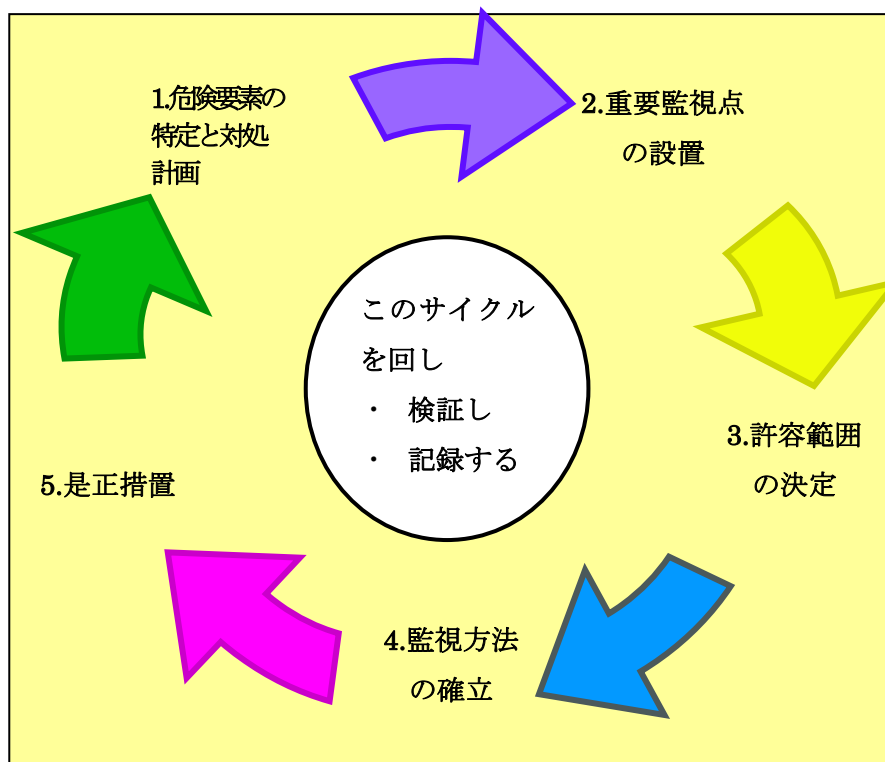 1.危険要素の
特定と対処
計画
2.重要監視点
の設置
3.許容範囲
の決定
4.監視方法
の確立
5.是正措置
このサイクル
を回し
・ 検証し
・ 記録する